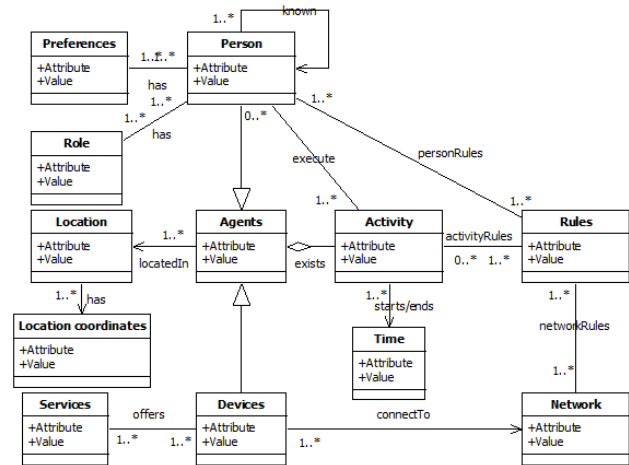 known
1..*
Preferences
+Attribute
+Value
1..*
1..*
has
Person
+Attribute
+Value
1..*
1..*
has
1..*
0..*
1..*
Role
+Attribute
+Value
execute
personRules
1..*
1..*
Location
+Attribute
+Value
1..*
locatedIn
Agents
+Attribute
+Value
exists
Activity
+Attribute
+Value
activityRules
0..*
1..*
Rules
+Attribute
+Value
1..*
has
1..*
starts/ends
1..*
networkRules
1..*
Location coordinates
+Attribute
+Value
Time
+Attribute
+Value
Services
+Attribute
+Value
offers
1..*
1..*
Devices
+Attribute
+Value
connectTo
1..*
Network
+Attribute
+Value